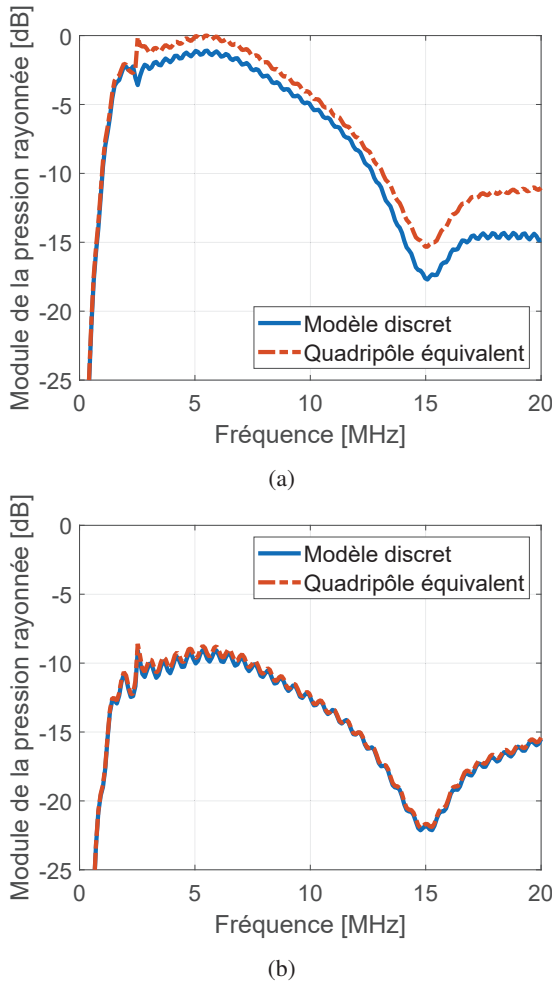 Module de la pression rayonnée [dB]
0
-5
-10
-15
-20
-25
Modèle discret
Quadripôle équivalent
0 5 10 15 20
Fréquence [MHz]
(a)
Module de la pression rayonnée [dB]
0
-5
-10
-15
-20
-25
Modèle discret
Quadripôle équivalent
0 5 10 15 20
Fréquence [MHz]
(b)